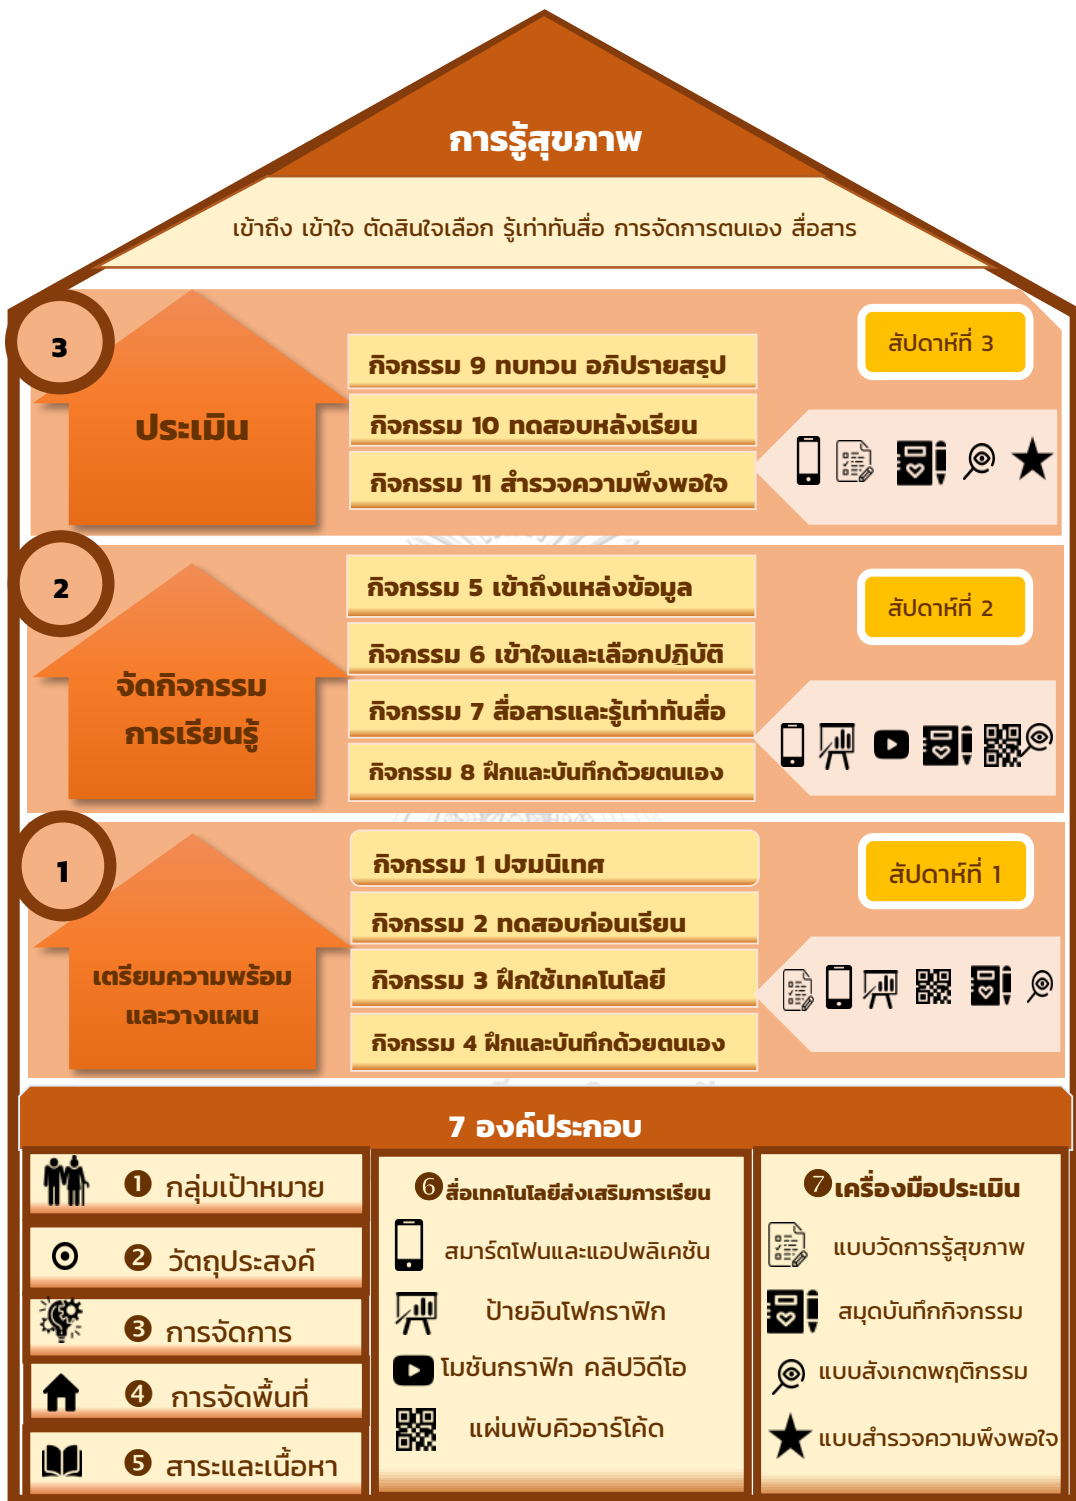 การรู้สุขภาพ
เข้าถึง เข้าใจ ตัดสินใจเลือก รู้เท่าทันสื่อ การจัดการตนเอง สื่อสาร
3
ประเมิน
กิจกรรม 9 ทบทวน อภิปรายสรุป
กิจกรรม 10 ทดสอบหลังเรียน
กิจกรรม 11 สำรวจความพึงพอใจ
สัปดาห์ที่ 3
2
จัดกิจกรรม
การเรียนรู้
กิจกรรม 5 เข้าถึงแหล่งข้อมูล
กิจกรรม 6 เข้าใจและเลือกปฏิบัติ
กิจกรรม 7 สื่อสารและรู้เท่าทันสื่อ
กิจกรรม 8 ฝึกและบันทึกด้วยตนเอง
สัปดาห์ที่ 2
1
เตรียมความพร้อม
และวางแผน
กิจกรรม 1 ปฐมนิเทศ
กิจกรรม 2 ทดสอบก่อนเรียน
กิจกรรม 3 ฝึกใช้เทคโนโลยี
กิจกรรม 4 ฝึกและบันทึกด้วยตนเอง
สัปดาห์ที่ 1
7 องค์ประกอบ
❶ กลุ่มเป้าหมาย
❷ วัตถุประสงค์
❸ การจัดการ
❹ การจัดพื้นที่
❺ สาระและเนื้อหา
❻ สื่อเทคโนโลยีส่งเสริมการเรียน
สมาร์ตโฟนและแอปพลิเคชัน
ป้ายอินโฟกราฟิก
โมชันกราฟิก คลิปวิดีโอ
แผ่นพับคิวอาร์โค้ด
❼ เครื่องมือประเมิน
แบบวัดการรู้สุขภาพ
สมุดบันทึกกิจกรรม
แบบสังเกตพฤติกรรม
แบบสำรวจความพึงพอใจ